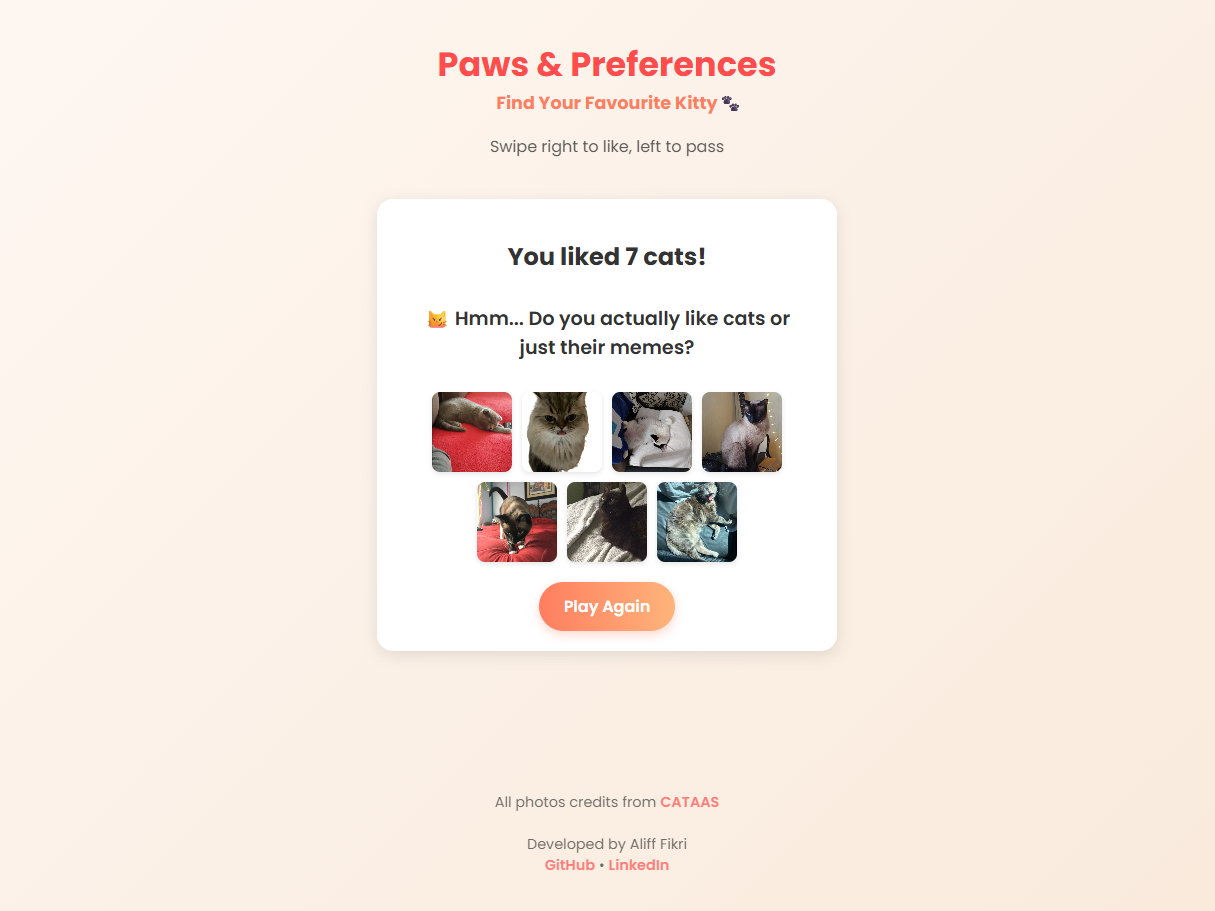 Paws & Preferences
Find Your Favourite Kitty 🐾
Swipe right to like, left to pass
You liked 7 cats!
😾 Hmm... Do you actually like cats or
just their memes?
Play Again
All photos credits from CATAAS
Developed by Aliff Fikri
GitHub • LinkedIn